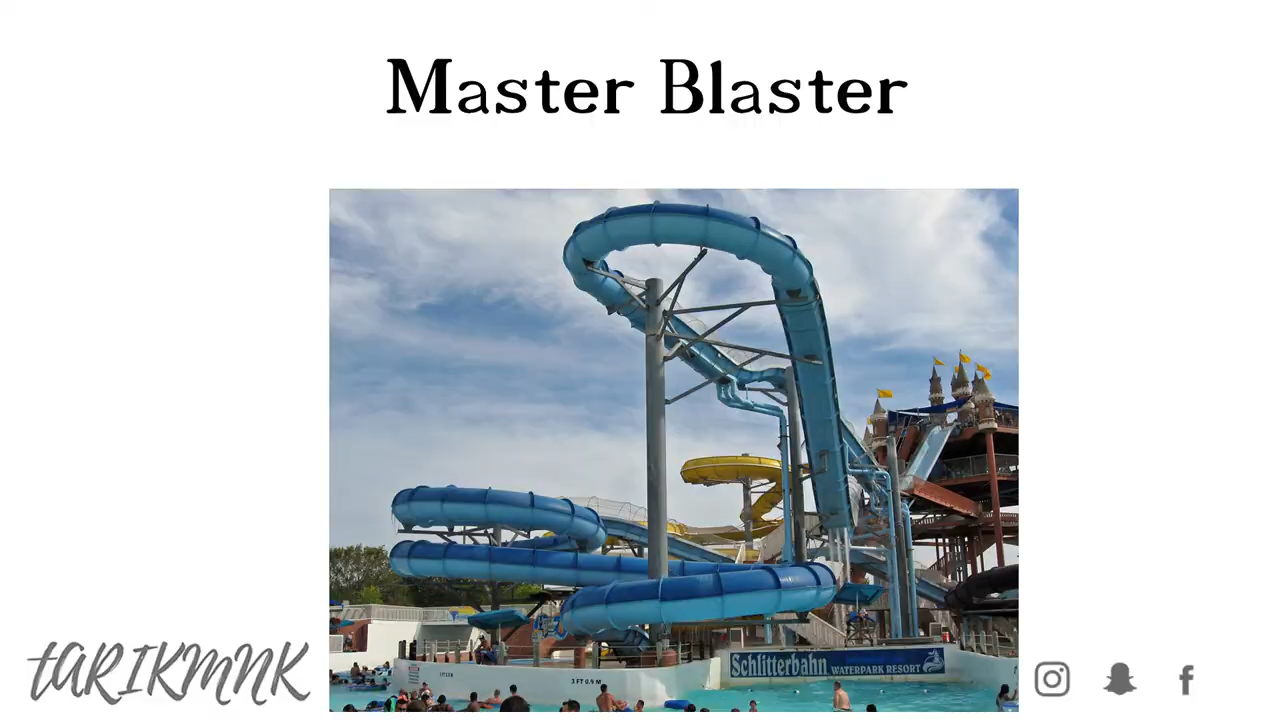 Master Blaster
Schlitterbahn WATERPARK RESORT
3 FT 0.9 M
tARIKMNK